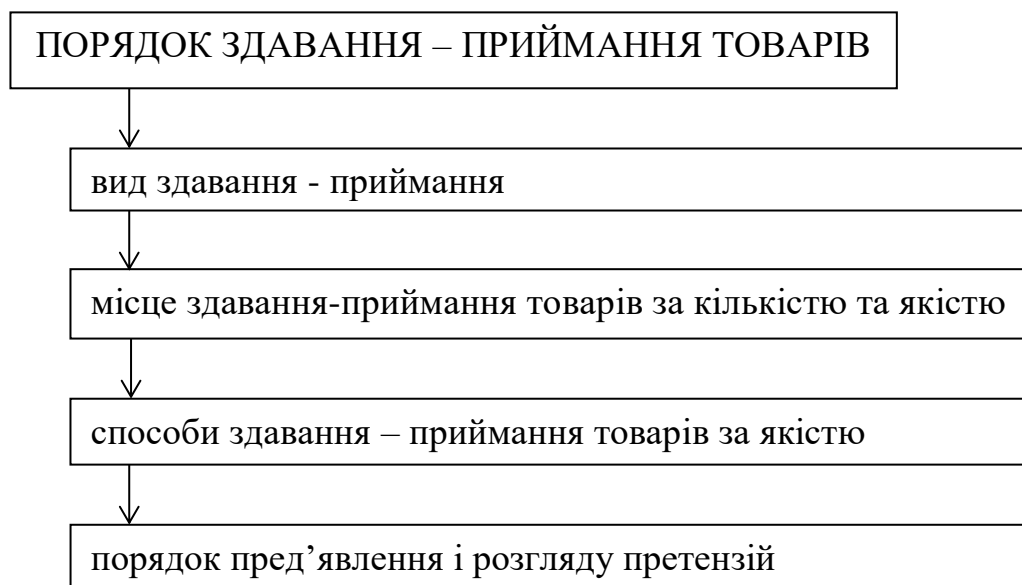 ПОРЯДОК ЗДАВАННЯ – ПРИЙМАННЯ ТОВАРІВ
вид здавання - приймання
місце здавання-приймання товарів за кількістю та якістю
способи здавання – приймання товарів за якістю
порядок пред’явлення і розгляду претензій